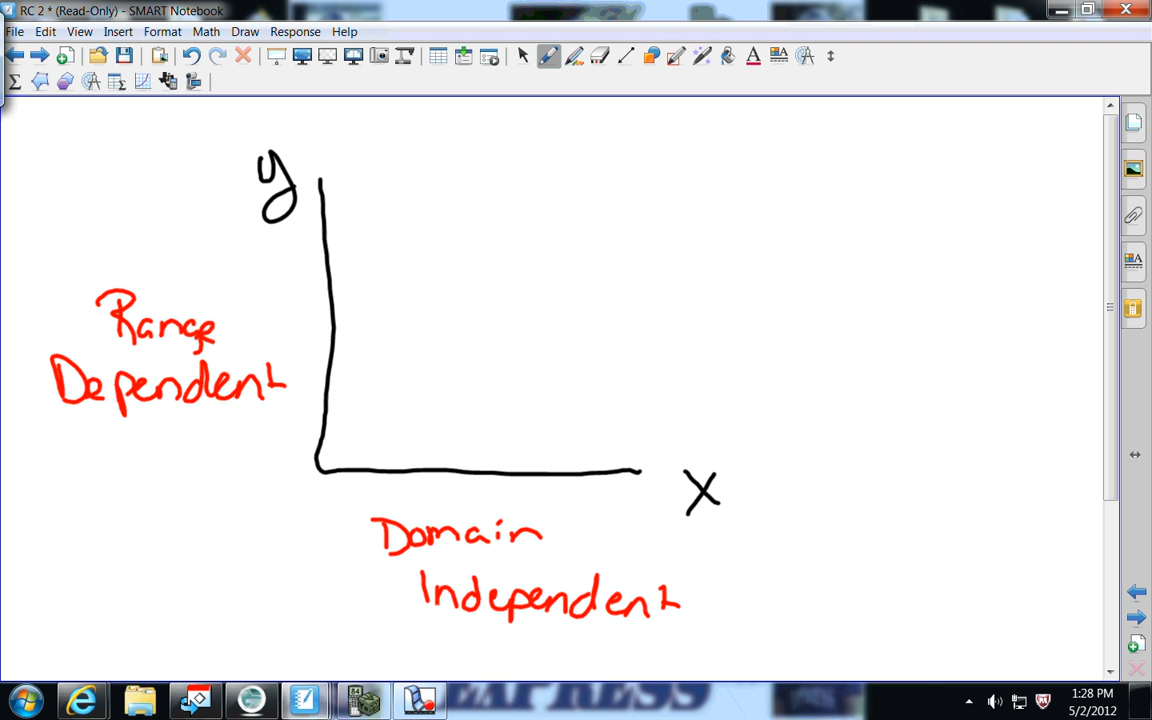 RC 2 * (Read-Only) - SMART Notebook
File Edit View Insert Format Math Draw Response Help
y
Range
Dependent
x
Domain
Independent
EXPRESS
1:28 PM
5/2/2012